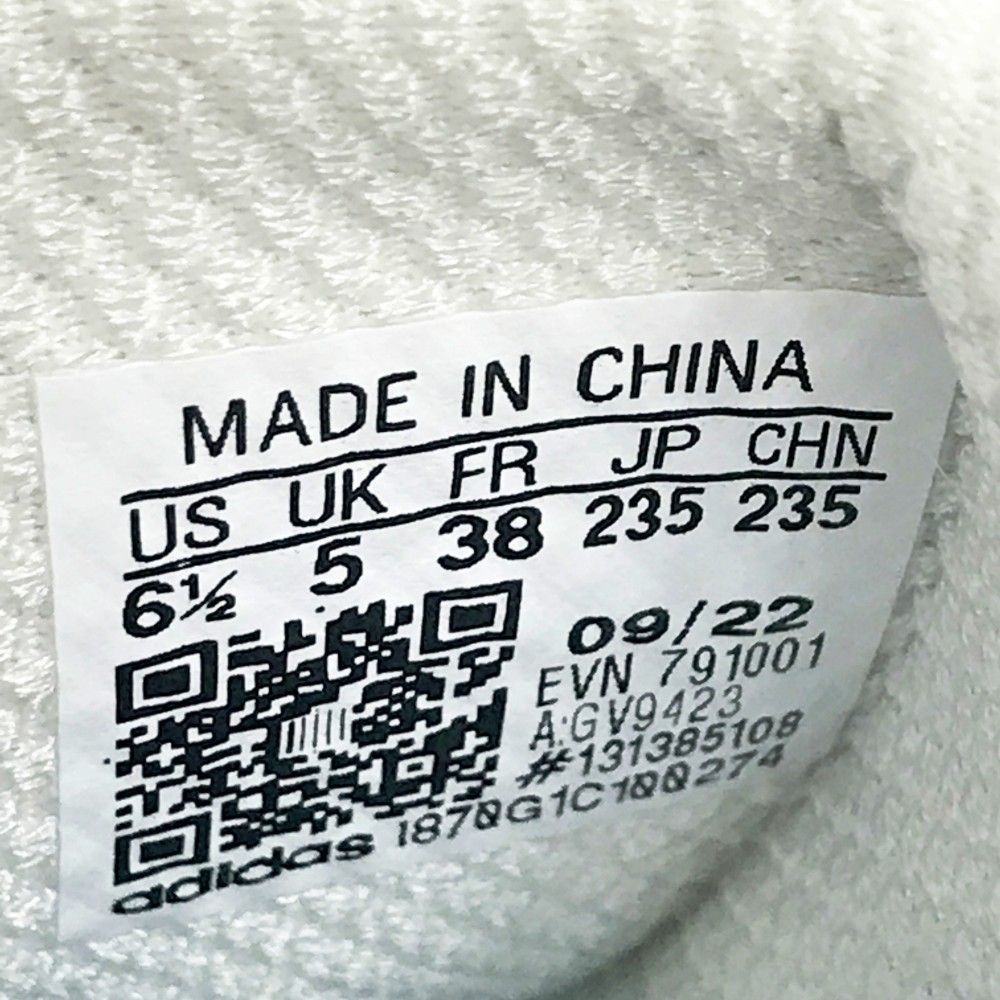 MADE IN CHINA
US UK FR JP CHN
6½ 5 38 235 235
09/22
EVN 791001
A:GV9423
#131385108
adidas 1870G1C100274